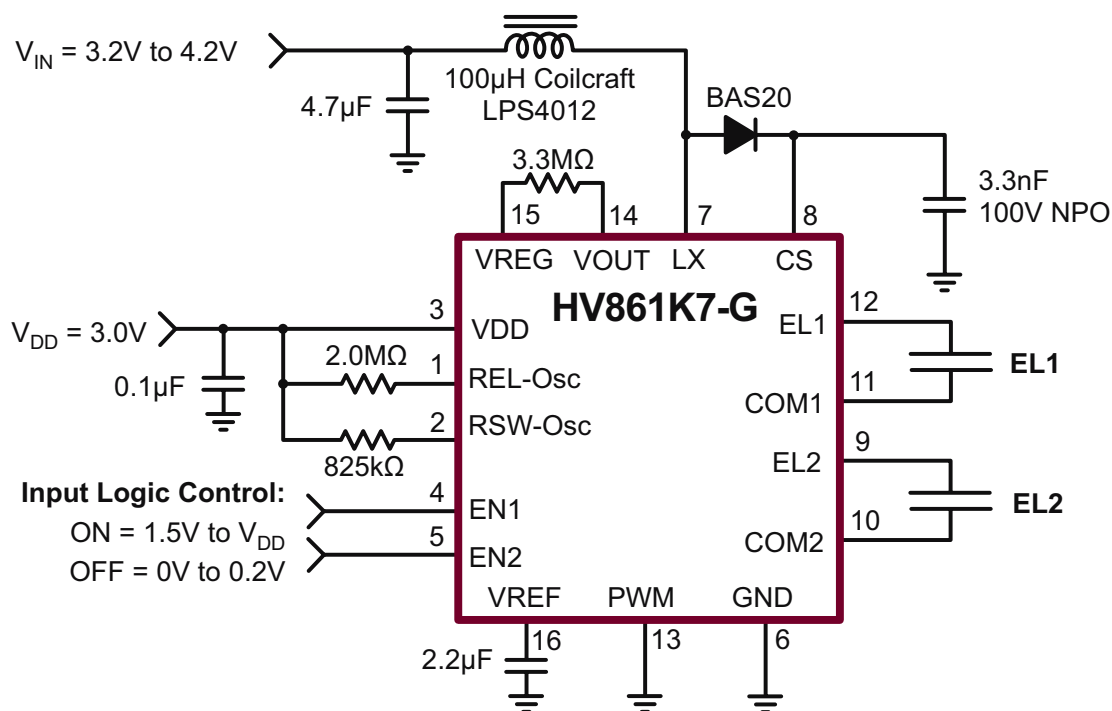 V_IN = 3.2V to 4.2V
100µH Coilcraft
LPS4012
4.7µF
BAS20
3.3MΩ
3.3nF
100V NPO
15
14
7
8
VREG
VOUT
LX
CS
HV861K7-G
V_DD = 3.0V
3
VDD
12
EL1
EL1
0.1µF
2.0MΩ
1
REL-Osc
11
COM1
2
RSW-Osc
825kΩ
9
EL2
EL2
Input Logic Control:
ON = 1.5V to V_DD
OFF = 0V to 0.2V
4
EN1
5
EN2
10
COM2
VREF
PWM
GND
16
13
6
2.2µF